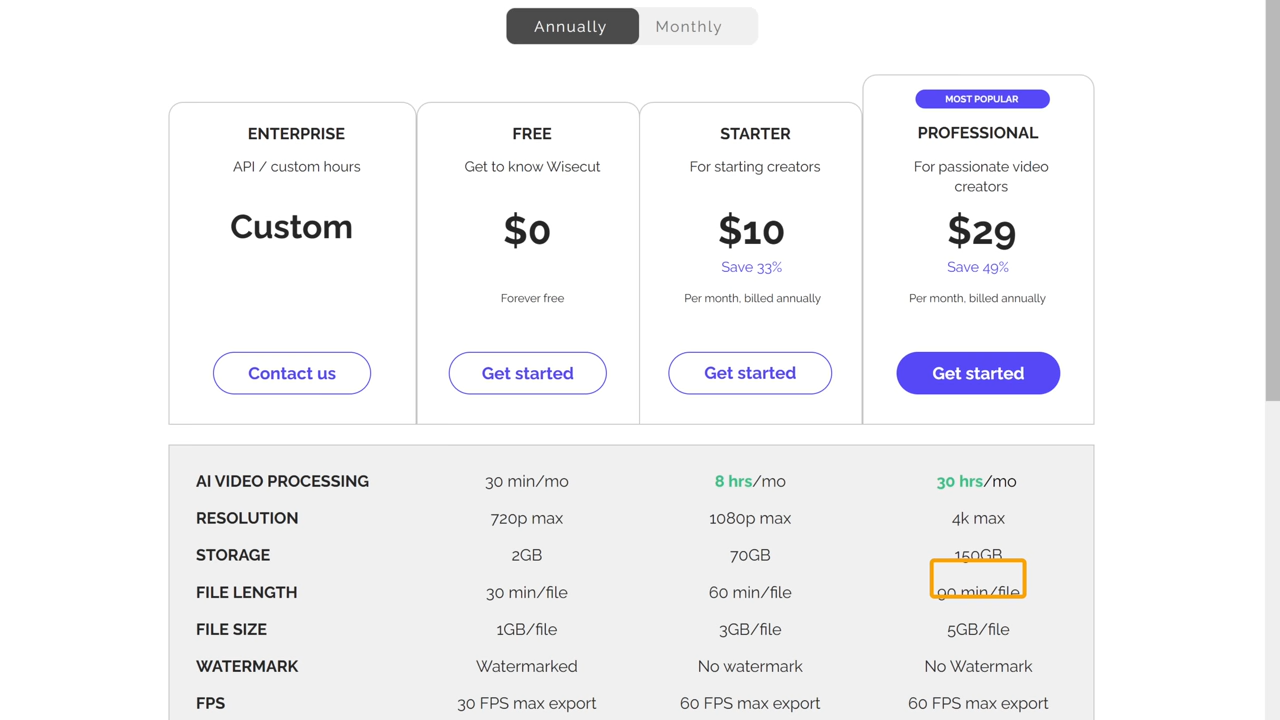 Annually Monthly
ENTERPRISE
API / custom hours
Custom
Contact us
FREE
Get to know Wisecut
$0
Forever free
Get started
STARTER
For starting creators
$10
Save 33%
Per month, billed annually
Get started
MOST POPULAR
PROFESSIONAL
For passionate video
creators
$29
Save 49%
Per month, billed annually
Get started
AI VIDEO PROCESSING 30 min/mo 8 hrs/mo 30 hrs/mo
RESOLUTION 720p max 1080p max 4k max
STORAGE 2GB 70GB 150GB
FILE LENGTH 30 min/file 60 min/file 90 min/file
FILE SIZE 1GB/file 3GB/file 5GB/file
WATERMARK Watermarked No watermark No Watermark
FPS 30 FPS max export 60 FPS max export 60 FPS max export